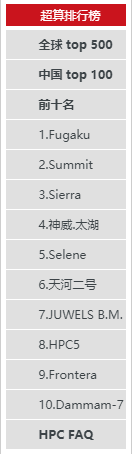 超算排行榜
全球 top 500
中国 top 100
前十名
1.Fugaku
2.Summit
3.Sierra
4.神威.太湖
5.Selene
6.天河二号
7.JUWELS B.M.
8.HPC5
9.Frontera
10.Dammam-7
HPC FAQ